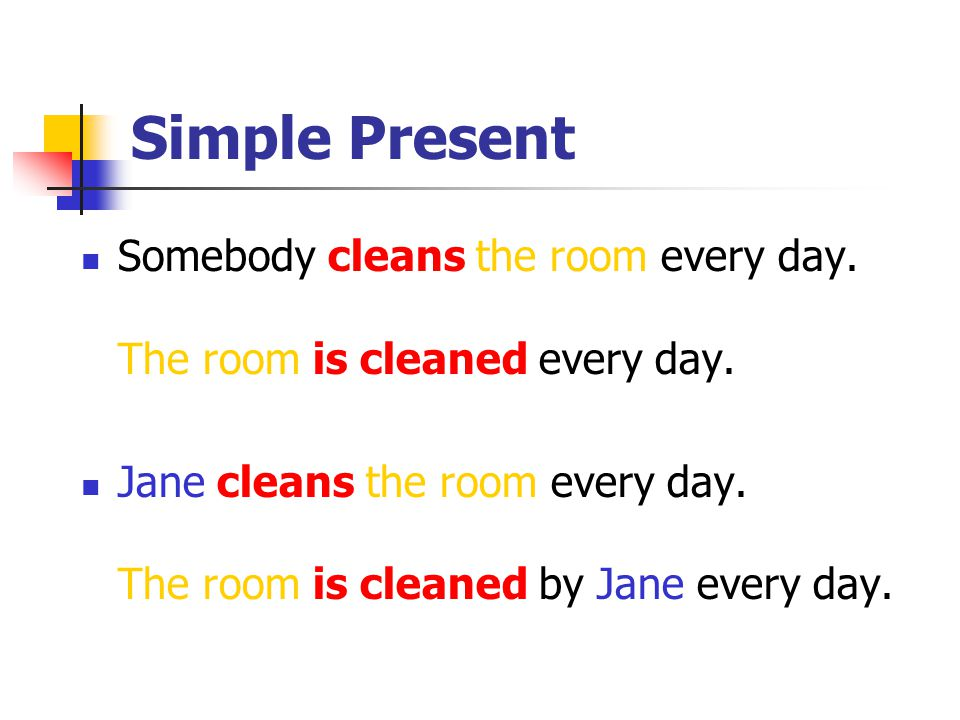 Simple Present
Somebody cleans the room every day.
The room is cleaned every day.
Jane cleans the room every day.
The room is cleaned by Jane every day.